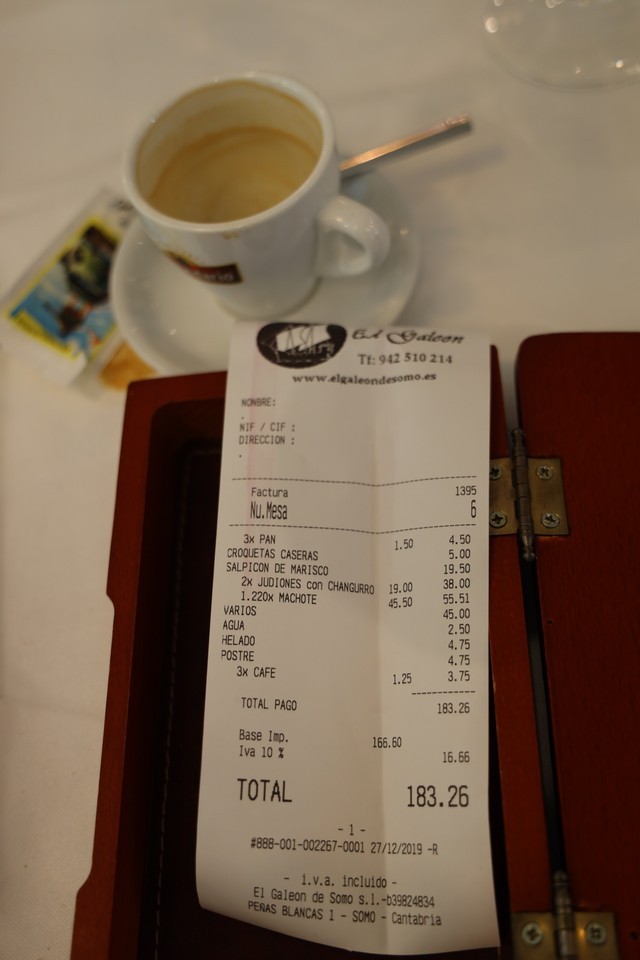 El Galeon
Tf: 942 510 214
www.elgaleondesomo.es
NOMBRE:
.
NIF / CIF :
DIRECCION :
.
Factura 1395
Nu.Mesa 6
3x PAN 1.50 4.50
CROQUETAS CASERAS 5.00
SALPICON DE MARISCO 19.50
2x JUDIONES con CHANGURRO 19.00 38.00
1.220x MACHOTE 45.50 55.51
VARIOS 45.00
AGUA 2.50
HELADO 4.75
POSTRE 4.75
3x CAFE 1.25 3.75
TOTAL PAGO 183.26
Base Imp. 166.60
Iva 10 % 16.66
TOTAL 183.26
- 1 -
#888-001-002267-0001 27/12/2019 -R
- i.v.a. incluido -
El Galeon de Somo s.l.-b39824834
PEÑAS BLANCAS 1 - SOMO - Cantabria